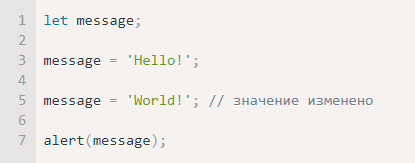 1 let message;
2
3 message = 'Hello!';
4
5 message = 'World!'; // значение изменено
6
7 alert(message);